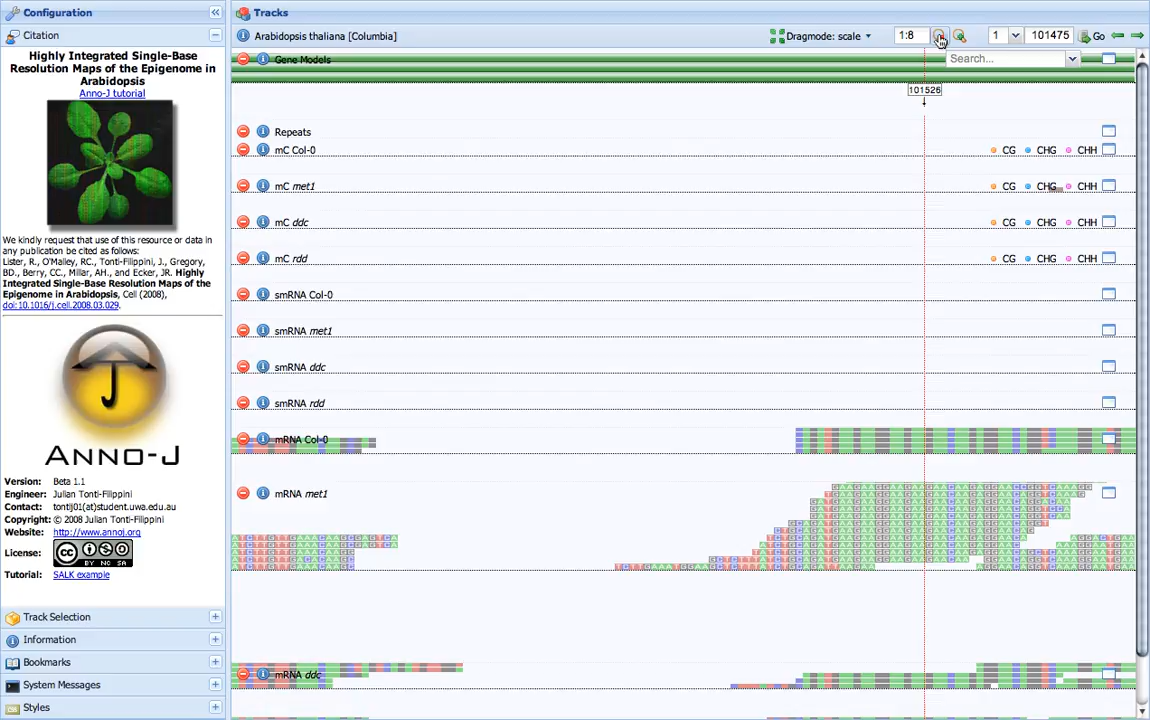 Configuration
Tracks
Citation
Arabidopsis thaliana [Columbia]
Dragmode: scale
1:8
1
101475
Go
Highly Integrated Single-Base
Resolution Maps of the Epigenome in
Arabidopsis
Anno-J tutorial
We kindly request that use of this resource or data in
any publication be cited as follows:
Lister, R., O'Malley, RC., Tonti-Filippini, J., Gregory,
BD., Berry, CC., Millar, AH., and Ecker, JR. Highly
Integrated Single-Base Resolution Maps of the
Epigenome in Arabidopsis, Cell (2008),
doi:10.1016/j.cell.2008.03.029.
ANNO-J
Version: Beta 1.1
Engineer: Julian Tonti-Filippini
Contact: tontij01(at)student.uwa.edu.au
Copyright: © 2008 Julian Tonti-Filippini
Website: http://www.annoj.org
License:
cc
BY NC SA
Tutorial: SALK example
Track Selection
Information
Bookmarks
System Messages
Styles
Gene Models
Search...
101526
Repeats
mC Col-0
CG CHG CHH
mC met1
CG CHG CHH
mC ddc
CG CHG CHH
mC rdd
CG CHG CHH
smRNA Col-0
smRNA met1
smRNA ddc
smRNA rdd
mRNA Col-0
mRNA met1
mRNA ddc